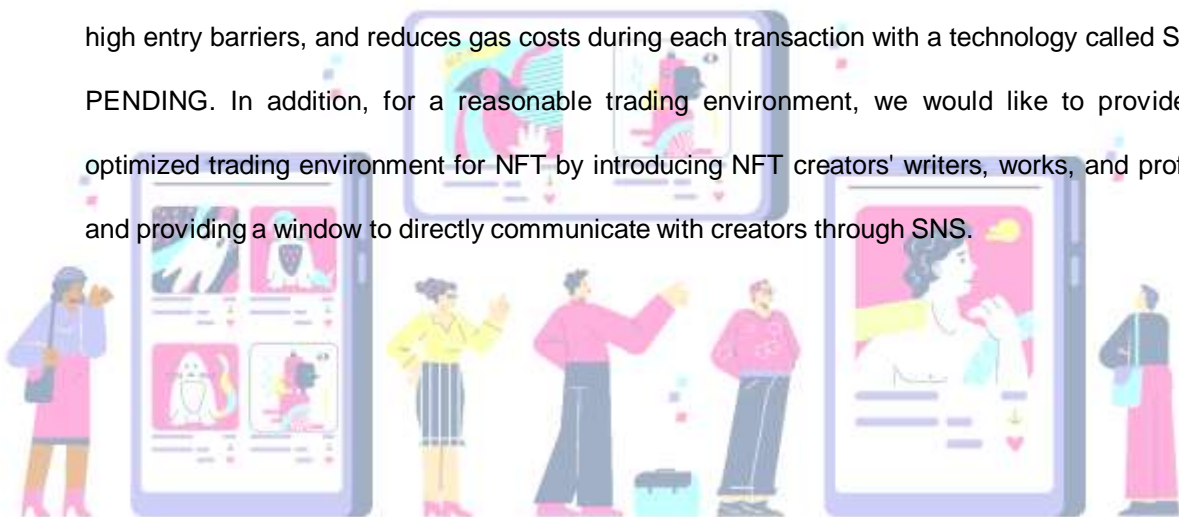 high entry barriers, and reduces gas costs during each transaction with a technology called S
PENDING. In addition, for a reasonable trading environment, we would like to provide
optimized trading environment for NFT by introducing NFT creators' writers, works, and prof
and providing a window to directly communicate with creators through SNS.